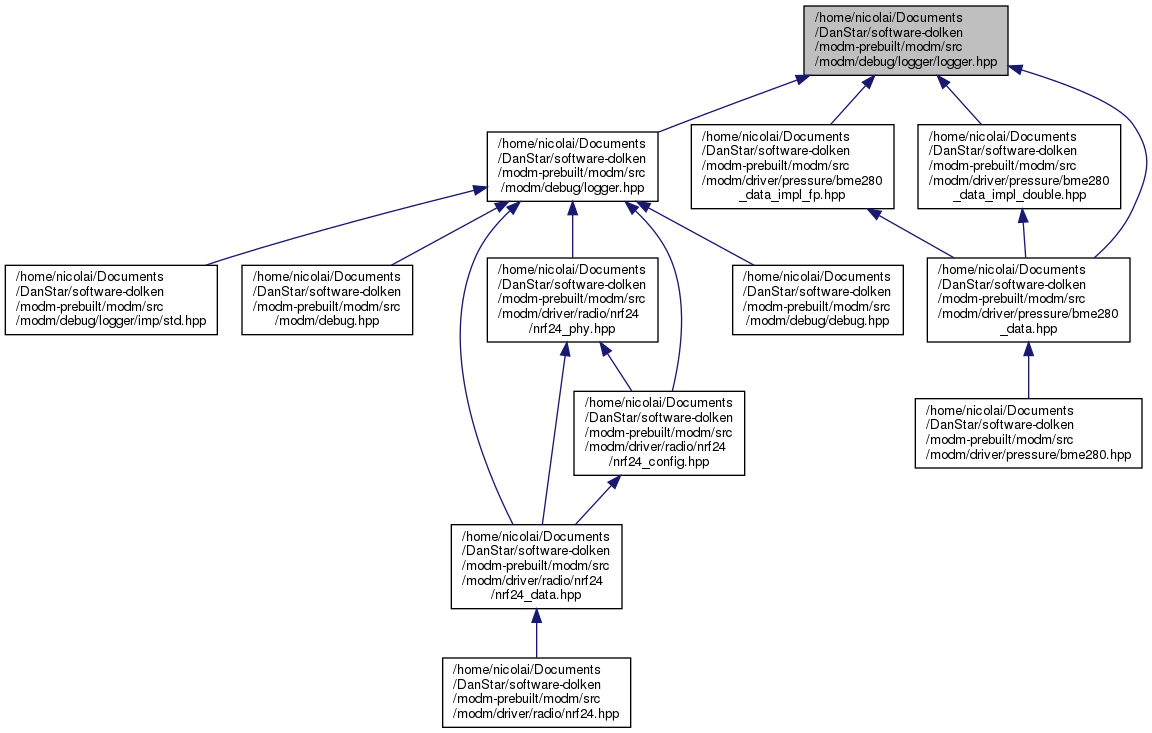 /home/nicolai/Documents
/DanStar/software-dolken
/modm-prebuilt/modm/src
/modm/debug/logger/logger.hpp
/home/nicolai/Documents
/DanStar/software-dolken
/modm-prebuilt/modm/src
/modm/debug/logger.hpp
/home/nicolai/Documents
/DanStar/software-dolken
/modm-prebuilt/modm/src
/modm/driver/pressure/bme280
_data_impl_fp.hpp
/home/nicolai/Documents
/DanStar/software-dolken
/modm-prebuilt/modm/src
/modm/driver/pressure/bme280
_data_impl_double.hpp
/home/nicolai/Documents
/DanStar/software-dolken
/modm-prebuilt/modm/src
/modm/debug/logger/imp/std.hpp
/home/nicolai/Documents
/DanStar/software-dolken
/modm-prebuilt/modm/src
/modm/debug.hpp
/home/nicolai/Documents
/DanStar/software-dolken
/modm-prebuilt/modm/src
/modm/driver/radio/nrf24
/nrf24_phy.hpp
/home/nicolai/Documents
/DanStar/software-dolken
/modm-prebuilt/modm/src
/modm/debug/debug.hpp
/home/nicolai/Documents
/DanStar/software-dolken
/modm-prebuilt/modm/src
/modm/driver/pressure/bme280
_data.hpp
/home/nicolai/Documents
/DanStar/software-dolken
/modm-prebuilt/modm/src
/modm/driver/radio/nrf24
/nrf24_config.hpp
/home/nicolai/Documents
/DanStar/software-dolken
/modm-prebuilt/modm/src
/modm/driver/pressure/bme280.hpp
/home/nicolai/Documents
/DanStar/software-dolken
/modm-prebuilt/modm/src
/modm/driver/radio/nrf24
/nrf24_data.hpp
/home/nicolai/Documents
/DanStar/software-dolken
/modm-prebuilt/modm/src
/modm/driver/radio/nrf24.hpp